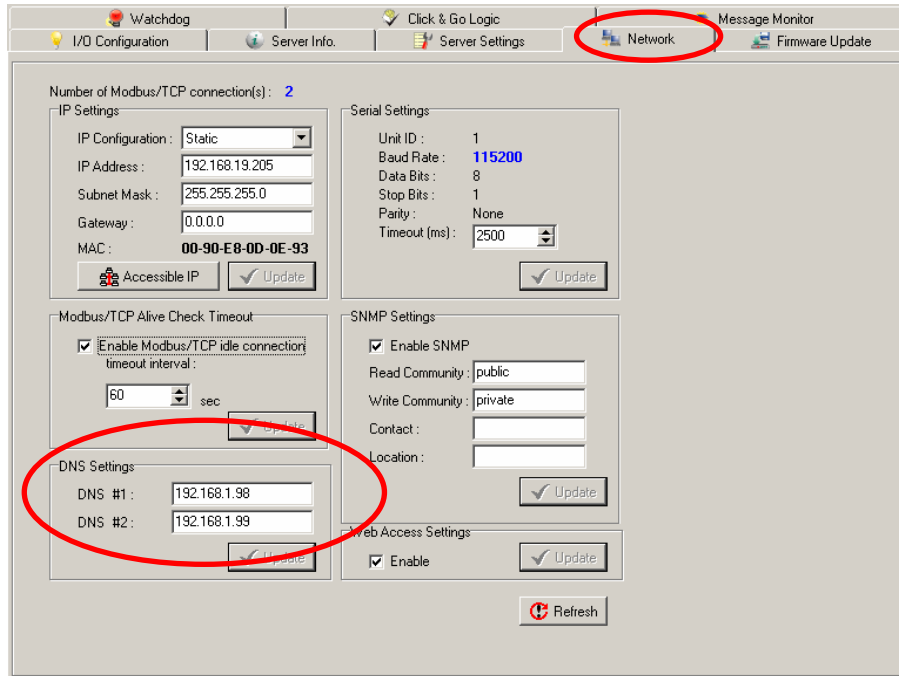 Watchdog
Click & Go Logic
Message Monitor
I/O Configuration
Server Info.
Server Settings
Network
Firmware Update
Number of Modbus/TCP connection(s) : 2
IP Settings
IP Configuration : Static
IP Address : 192.168.19.205
Subnet Mask : 255.255.255.0
Gateway : 0.0.0.0
MAC : 00-90-E8-0D-0E-93
Accessible IP
Update
Serial Settings
Unit ID : 1
Baud Rate : 115200
Data Bits : 8
Stop Bits : 1
Parity : None
Timeout (ms) : 2500
Update
Modbus/TCP Alive Check Timeout
Enable Modbus/TCP idle connection
timeout interval :
60 sec
Update
SNMP Settings
Enable SNMP
Read Community : public
Write Community : private
Contact :
Location :
Update
DNS Settings
DNS #1 : 192.168.1.98
DNS #2 : 192.168.1.99
Update
Web Access Settings
Enable
Update
Refresh